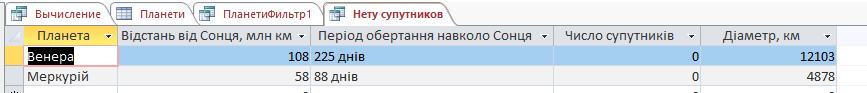 Вычисление Планети ПланетиФильтр1 Нету супутников
Планета Відстань від Сонця, млн км Період обертання навколо Сонця Число супутників Діаметр, км
Венера 108 225 днів 0 12103
Меркурій 58 88 днів 0 4878